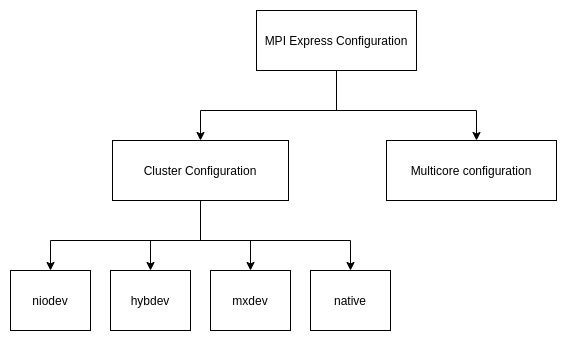 MPI Express Configuration
Cluster Configuration
Multicore configuration
niodev
hybdev
mxdev
native